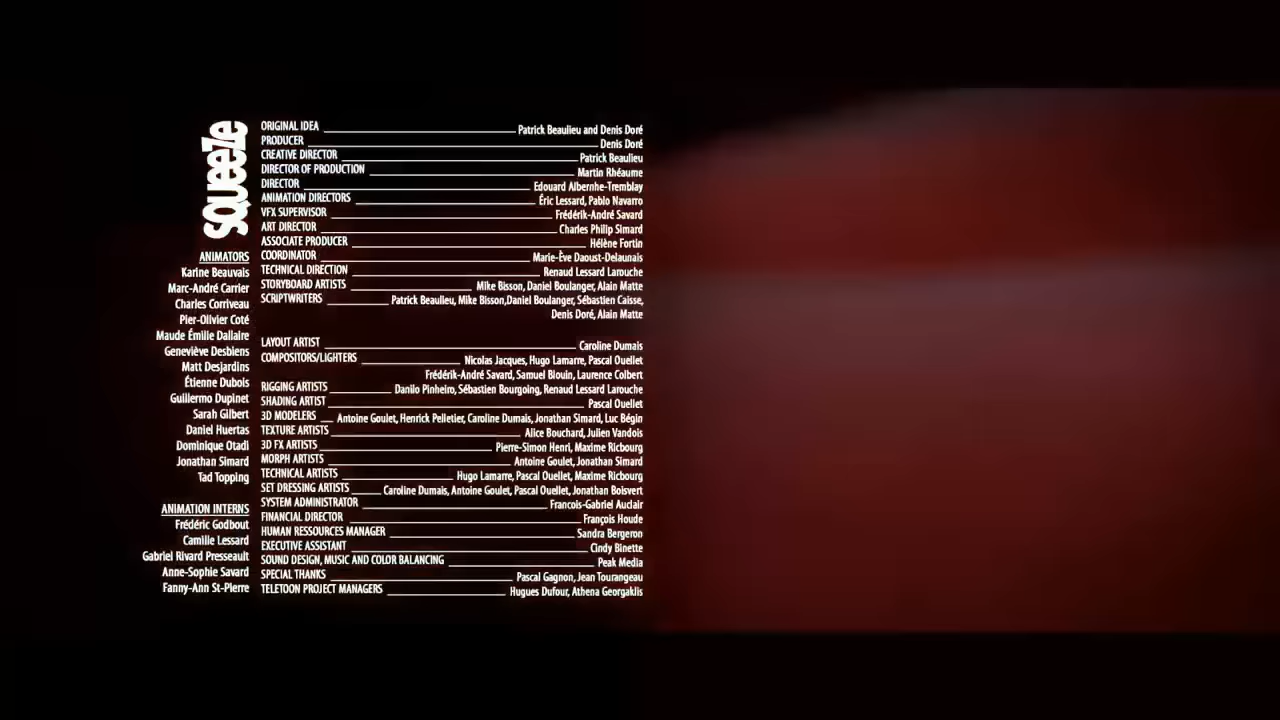 squeeze
ANIMATORS
Karine Beauvais
Marc-André Carrier
Charles Corriveau
Pier-Olivier Coté
Maude Émilie Dallaire
Geneviève Desbiens
Matt Desjardins
Étienne Dubois
Guillermo Dupinet
Sarah Gilbert
Daniel Huertas
Dominique Otadi
Jonathan Simard
Tad Topping
ANIMATION INTERNS
Frédéric Godbout
Camille Lessard
Gabriel Rivard Presseault
Anne-Sophie Savard
Fanny-Ann St-Pierre
ORIGINAL IDEA Patrick Beaulieu and Denis Doré
PRODUCER Denis Doré
CREATIVE DIRECTOR Patrick Beaulieu
DIRECTOR OF PRODUCTION Martin Rhéaume
DIRECTOR Edouard Albernhe-Tremblay
ANIMATION DIRECTORS Éric Lessard, Pablo Navarro
VFX SUPERVISOR Frédérik-André Savard
ART DIRECTOR Charles Philip Simard
ASSOCIATE PRODUCER Hélène Fortin
COORDINATOR Marie-Ève Daoust-Delaunais
TECHNICAL DIRECTION Renaud Lessard Larouche
STORYBOARD ARTISTS Mike Bisson, Daniel Boulanger, Alain Matte
SCRIPTWRITERS Patrick Beaulieu, Mike Bisson,Daniel Boulanger, Sébastien Caisse,
Denis Doré, Alain Matte
LAYOUT ARTIST Caroline Dumais
COMPOSITORS/LIGHTERS Nicolas Jacques, Hugo Lamarre, Pascal Ouellet
Frédérik-André Savard, Samuel Blouin, Laurence Colbert
RIGGING ARTISTS Danilo Pinheiro, Sébastien Bourgoing, Renaud Lessard Larouche
SHADING ARTIST Pascal Ouellet
3D MODELERS Antoine Goulet, Henrick Pelletier, Caroline Dumais, Jonathan Simard, Luc Bégin
TEXTURE ARTISTS Alice Bouchard, Julien Vandois
3D FX ARTISTS Pierre-Simon Henri, Maxime Ricbourg
MORPH ARTISTS Antoine Goulet, Jonathan Simard
TECHNICAL ARTISTS Hugo Lamarre, Pascal Ouellet, Maxime Ricbourg
SET DRESSING ARTISTS Caroline Dumais, Antoine Goulet, Pascal Ouellet, Jonathan Boisvert
SYSTEM ADMINISTRATOR Francois-Gabriel Auclair
FINANCIAL DIRECTOR François Houde
HUMAN RESSOURCES MANAGER Sandra Bergeron
EXECUTIVE ASSISTANT Cindy Binette
SOUND DESIGN, MUSIC AND COLOR BALANCING Peak Media
SPECIAL THANKS Pascal Gagnon, Jean Tourangeau
TELETOON PROJECT MANAGERS Hugues Dufour, Athena Georgaklis